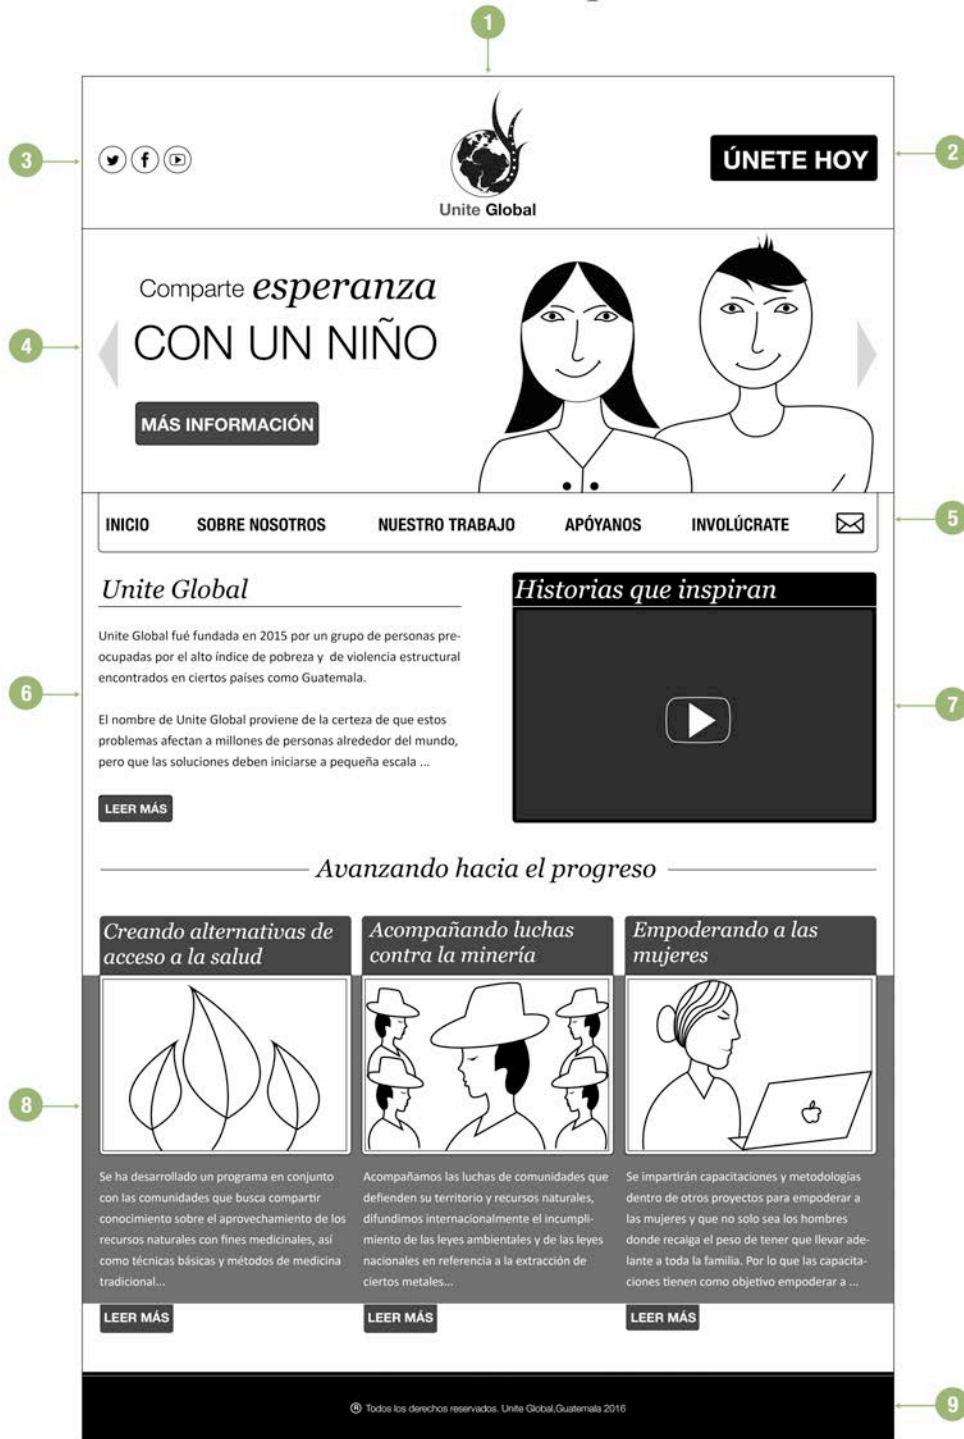 1
3
2
ÚNETE HOY
Unite Global
Comparte esperanza
4
CON UN NIÑO
MÁS INFORMACIÓN
INICIO SOBRE NOSOTROS NUESTRO TRABAJO APÓYANOS INVOLÚCRATE
5
Unite Global
Unite Global fué fundada en 2015 por un grupo de personas pre-
ocupadas por el alto índice de pobreza y de violencia estructural
encontrados en ciertos países como Guatemala.
6
El nombre de Unite Global proviene de la certeza de que estos
problemas afectan a millones de personas alrededor del mundo,
pero que las soluciones deben iniciarse a pequeña escala ...
LEER MÁS
Historias que inspiran
7
Avanzando hacia el progreso
Creando alternativas de
acceso a la salud
8
Se ha desarrollado un programa en conjunto
con las comunidades que busca compartir
conocimiento sobre el aprovechamiento de los
recursos naturales con fines medicinales, así
como técnicas básicas y métodos de medicina
tradicional...
LEER MÁS
Acompañando luchas
contra la minería
Acompañamos las luchas de comunidades que
defienden su territorio y recursos naturales,
difundimos internacionalmente el incumpli-
miento de las leyes ambientales y de las leyes
nacionales en referencia a la extracción de
ciertos metales...
LEER MÁS
Empoderando a las
mujeres
Se impartirán capacitaciones y metodologías
dentro de otros proyectos para empoderar a
las mujeres y que no solo sea los hombres
donde recaiga el peso de tener que llevar ade-
lante a toda la familia. Por lo que las capacita-
ciones tienen como objetivo empoderar a ...
LEER MÁS
® Todos los derechos reservados. Unite Global,Guatemala 2016
9